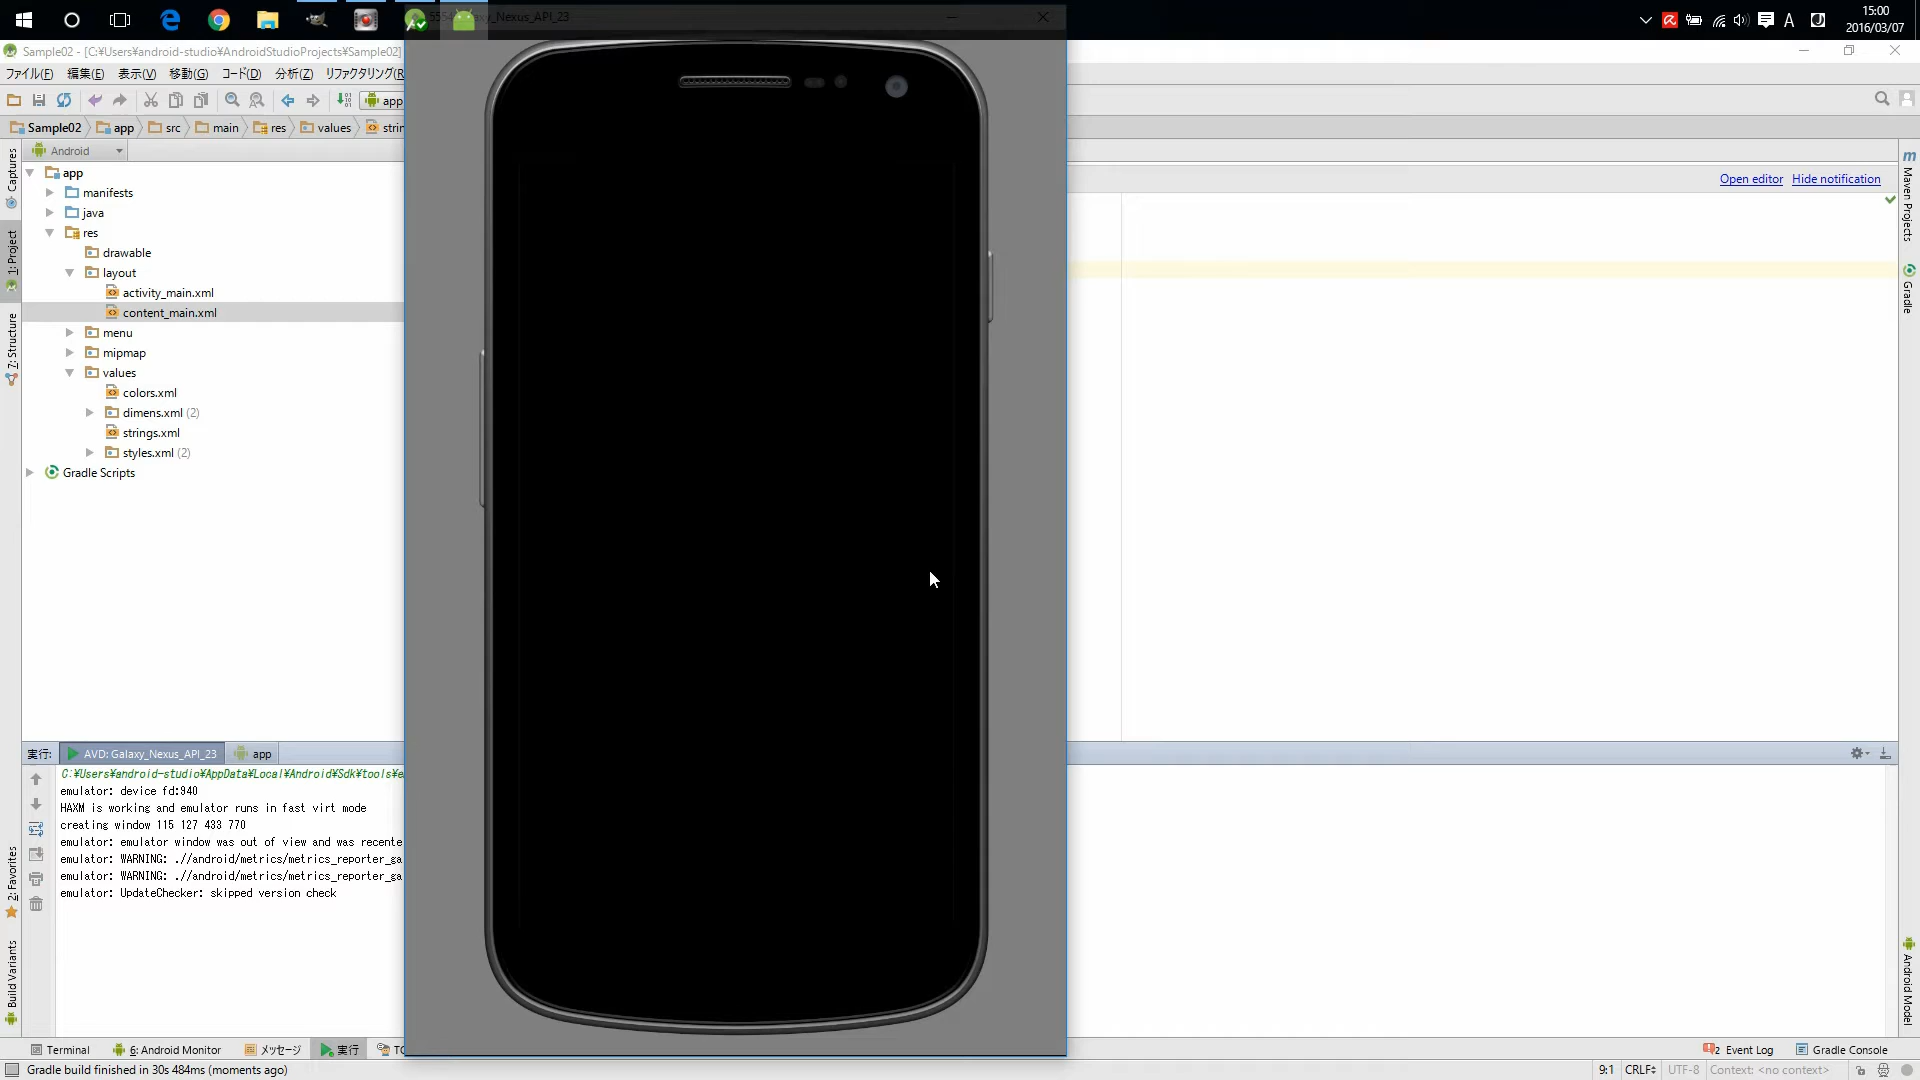 15:00
2016/03/07
5554:Galaxy_Nexus_API_23
Sample02 - [C:¥Users¥android-studio¥AndroidStudioProjects¥Sample02]
ファイル(F) 編集(E) 表示(V) 移動(G) コード(D) 分析(Z) リファクタリング(R
app
Sample02 app src main res values strin
Android
Open editor Hide notification
app
manifests
java
res
drawable
layout
activity_main.xml
content_main.xml
menu
mipmap
values
colors.xml
dimens.xml (2)
strings.xml
styles.xml (2)
Gradle Scripts
Captures
1: Project
7: Structure
2: Favorites
Build Variants
Maven Projects
Gradle
Android Model
実行: AVD: Galaxy_Nexus_API_23 app
C:¥Users¥android-studio¥AppData¥Local¥Android¥Sdk¥tools¥e
emulator: device fd:940
HAXM is working and emulator runs in fast virt mode
creating window 115 127 433 770
emulator: emulator window was out of view and was recente
emulator: WARNING: .//android/metrics/metrics_reporter_ga
emulator: WARNING: .//android/metrics/metrics_reporter_ga
emulator: UpdateChecker: skipped version check
Terminal 6: Android Monitor メッセージ 実行 TO
2 Event Log Gradle Console
Gradle build finished in 30s 484ms (moments ago)
9:1 CRLF UTF-8 Context: <no context>